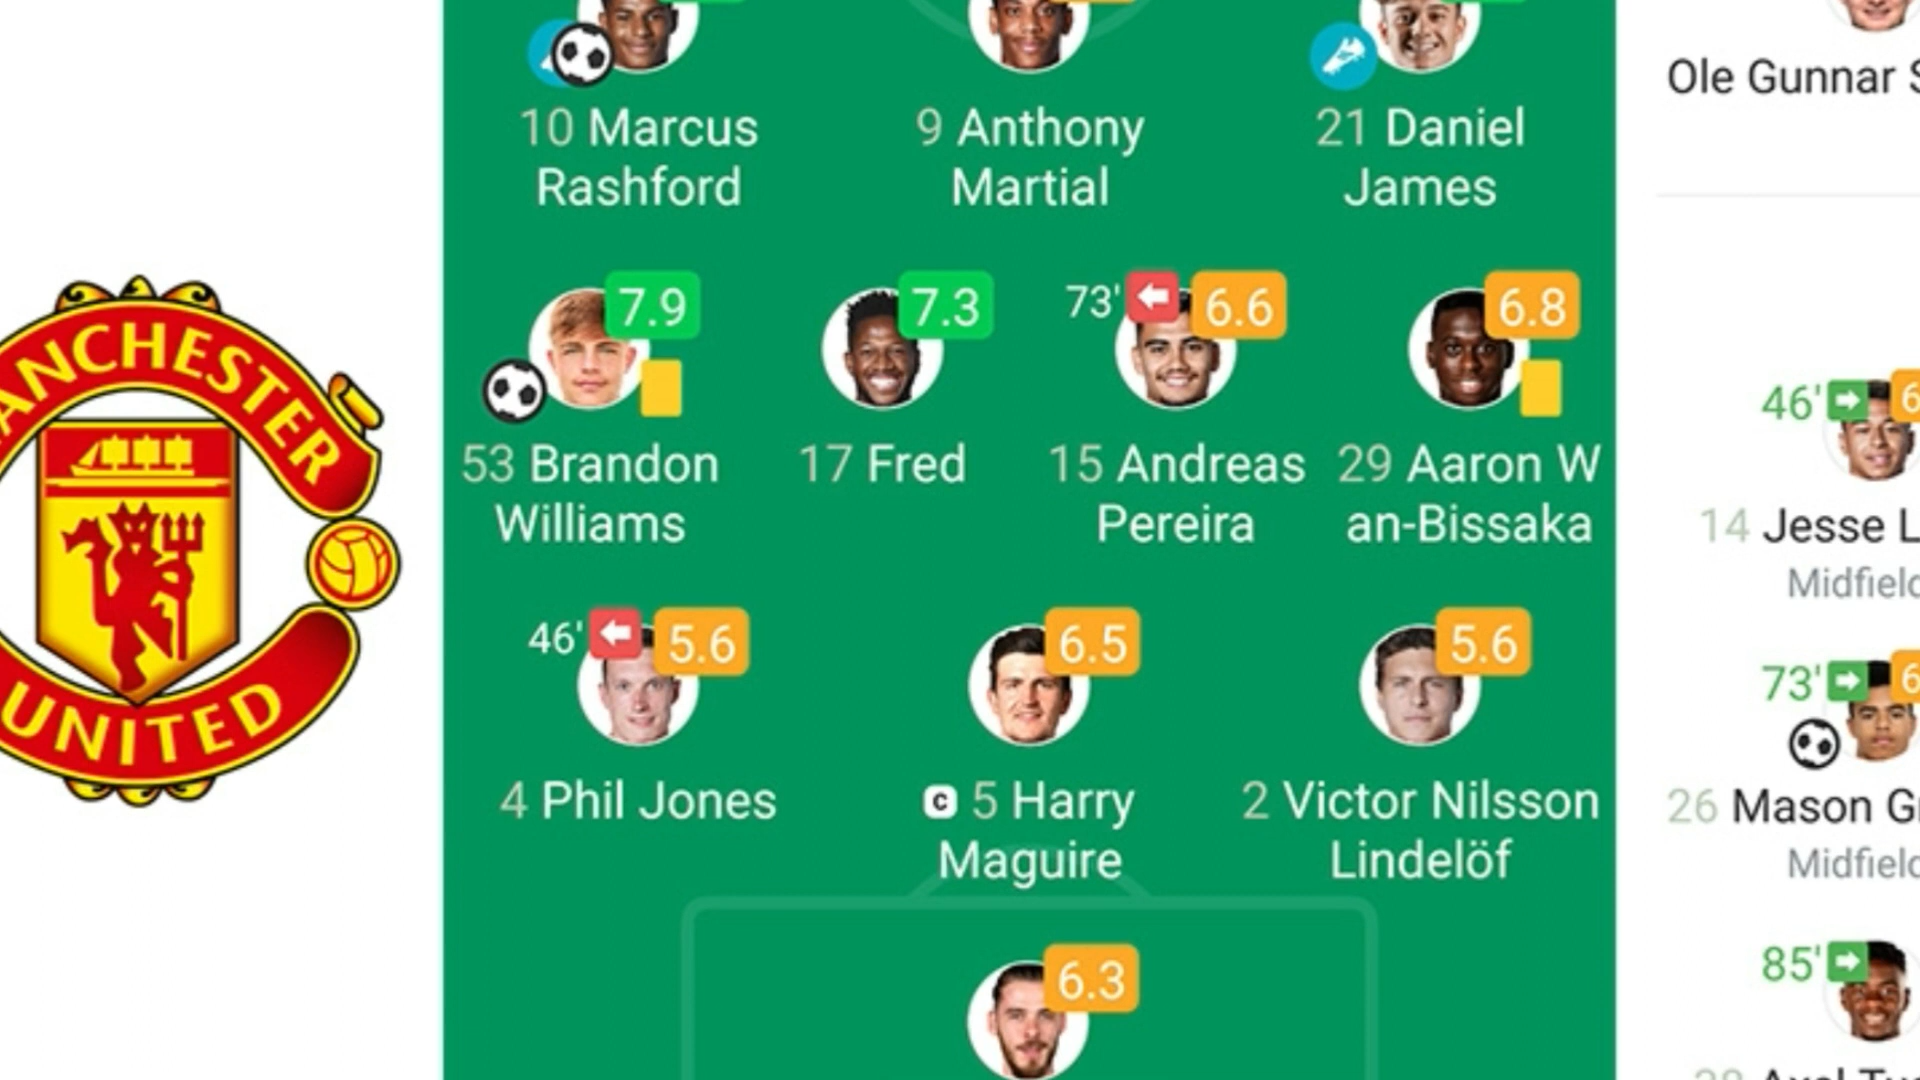 Ole Gunnar
10 Marcus
Rashford
9 Anthony
Martial
21 Daniel
James
MANCHESTER
UNITED
7.9
7.3
73'
6.6
6.8
53 Brandon
Williams
17 Fred
15 Andreas
Pereira
29 Aaron W
an-Bissaka
46'
5.6
6.5
5.6
4 Phil Jones
C 5 Harry
Maguire
2 Victor Nilsson
Lindelöf
6.3
46'
6
14 Jesse L
Midfield
73'
6
26 Mason G
Midfield
85'